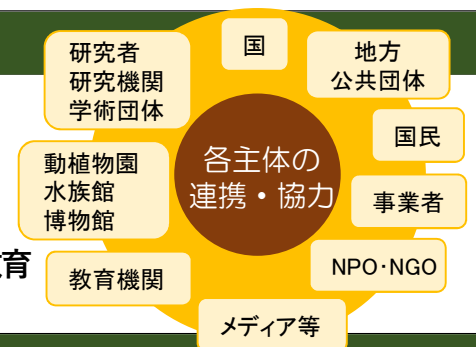 国
研究者
研究機関
学術団体
地方
公共団体
国民
動植物園
水族館
博物館
各主体の
連携・協力
事業者
育
教育機関
NPO・NGO
メディア等